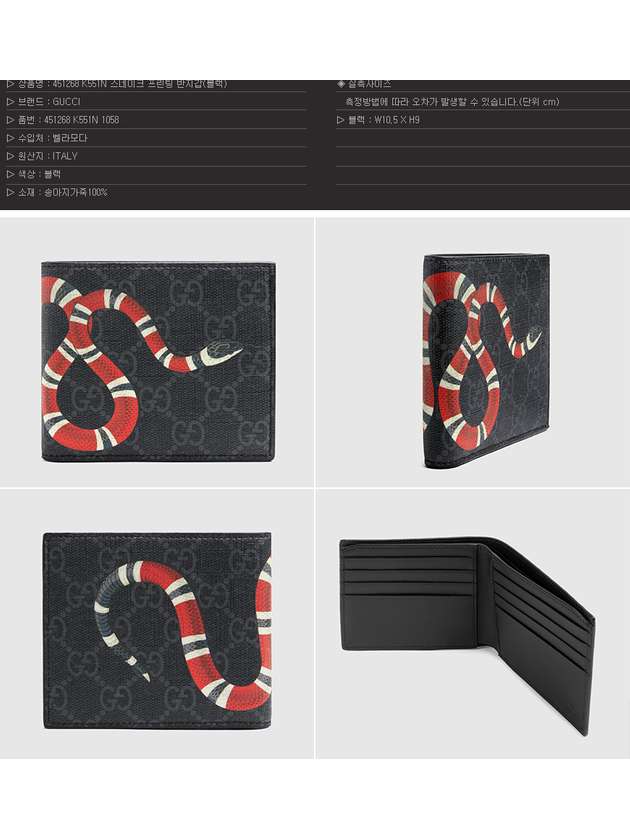 ▷ 상품명 : 451268 K551N 스네이크 프린팅 반지갑(블랙)
▷ 브랜드 : GUCCI
▷ 품번 : 451268 K551N 1058
▷ 수입처 : 벨라모다
▷ 원산지 : ITALY
▷ 색상 : 블랙
▷ 소재 : 송아지가죽100%
◈ 실측사이즈
측정방법에 따라 오차가 발생할 수 있습니다.(단위 cm)
▷ 블랙 : W10.5 X H9